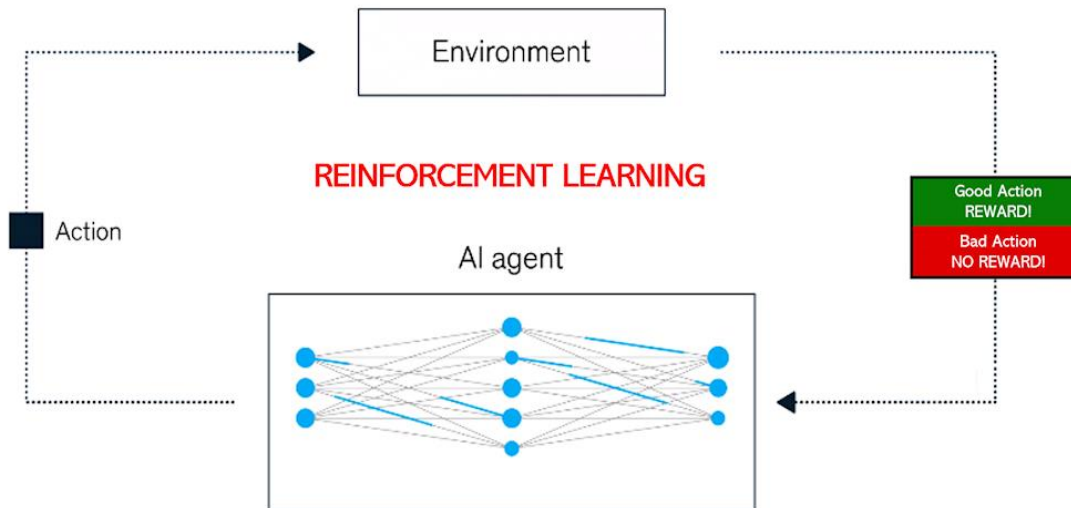 Environment
REINFORCEMENT LEARNING
Good Action
REWARD!
Bad Action
NO REWARD!
Action
AI agent